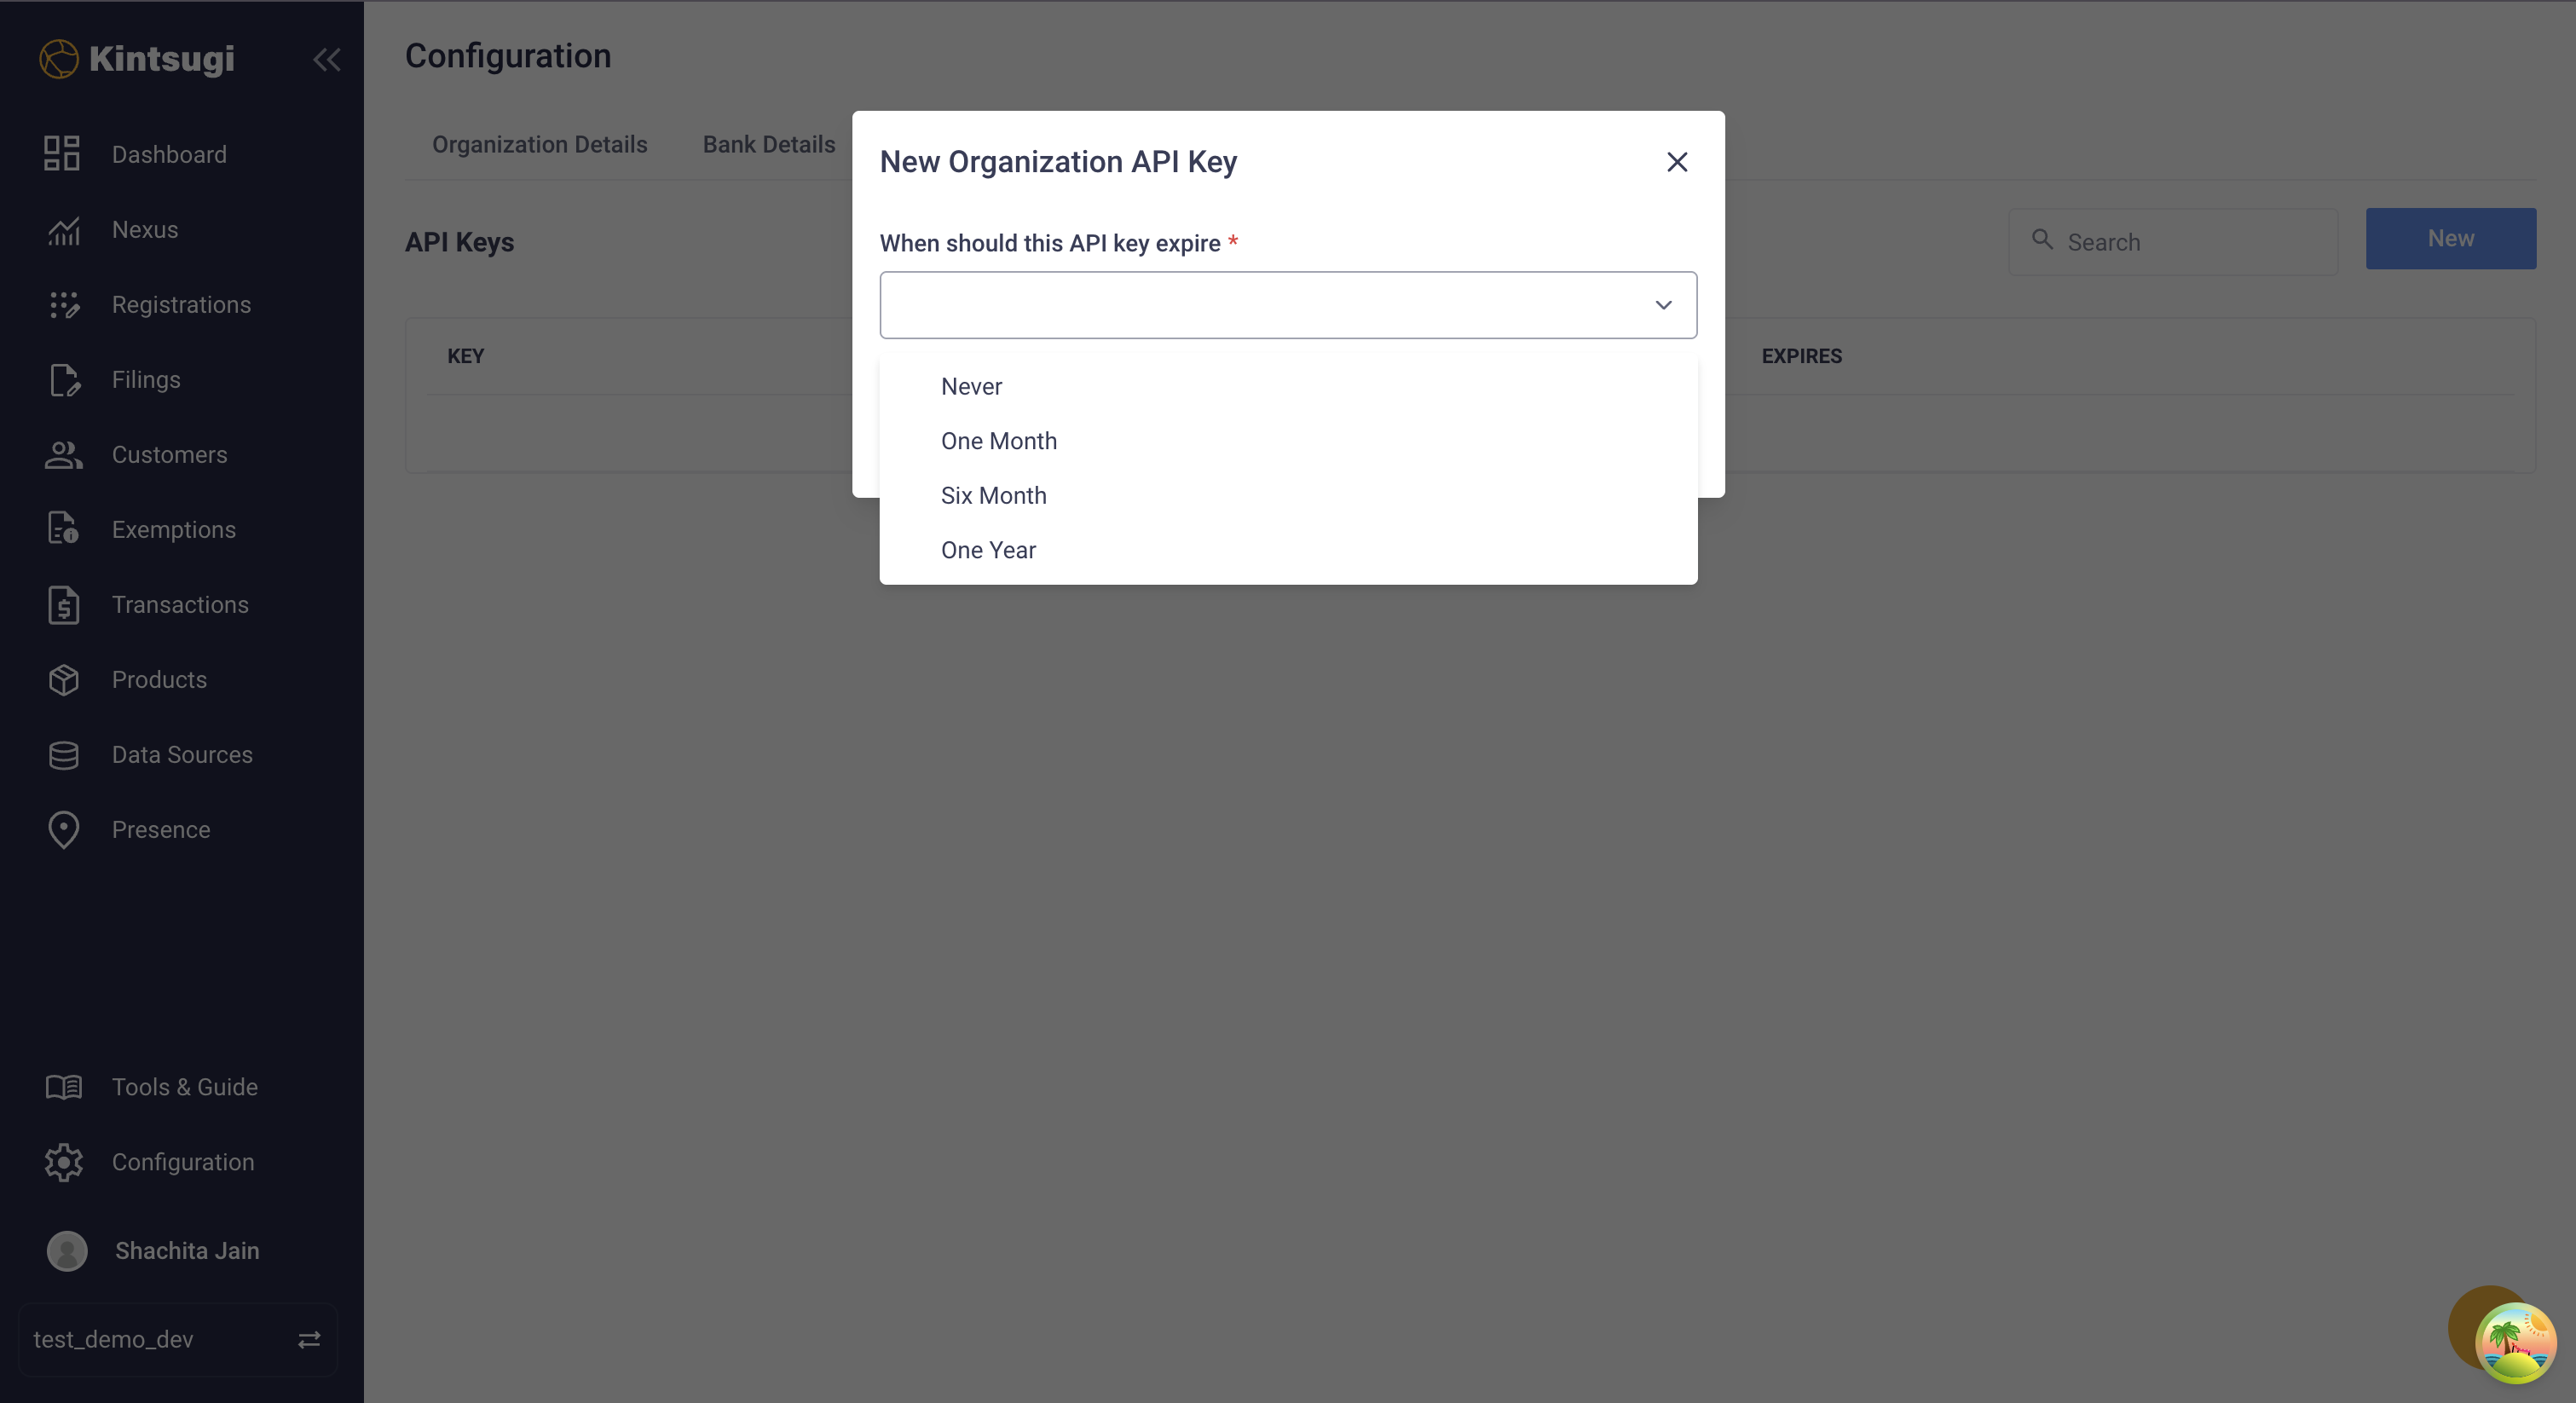 Kintsugi
Dashboard
Nexus
Registrations
Filings
Customers
Exemptions
Transactions
Products
Data Sources
Presence
Tools & Guide
Configuration
Shachita Jain
test_demo_dev
Configuration
Organization Details
Bank Details
API Keys
Search
New
KEY
EXPIRES
New Organization API Key
When should this API key expire *
Never
One Month
Six Month
One Year